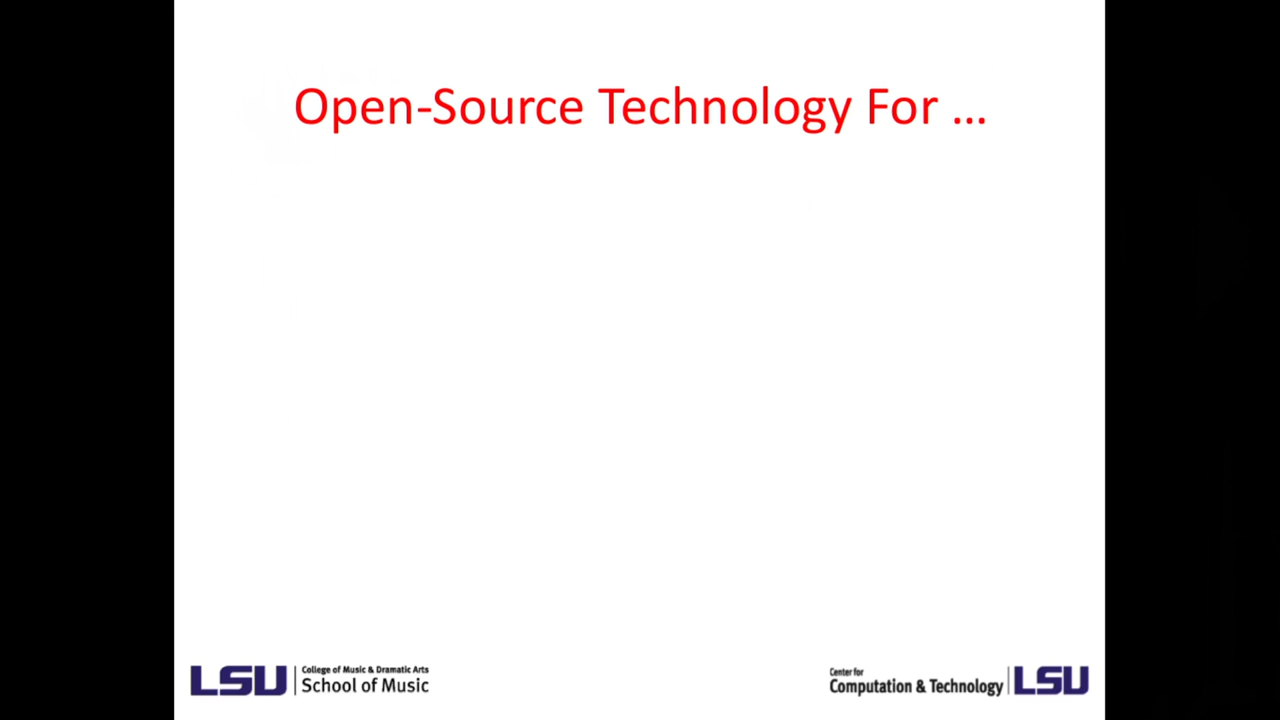 Open-Source Technology For ...
LSU
College of Music & Dramatic Arts
School of Music
Center for
Computation & Technology
LSU